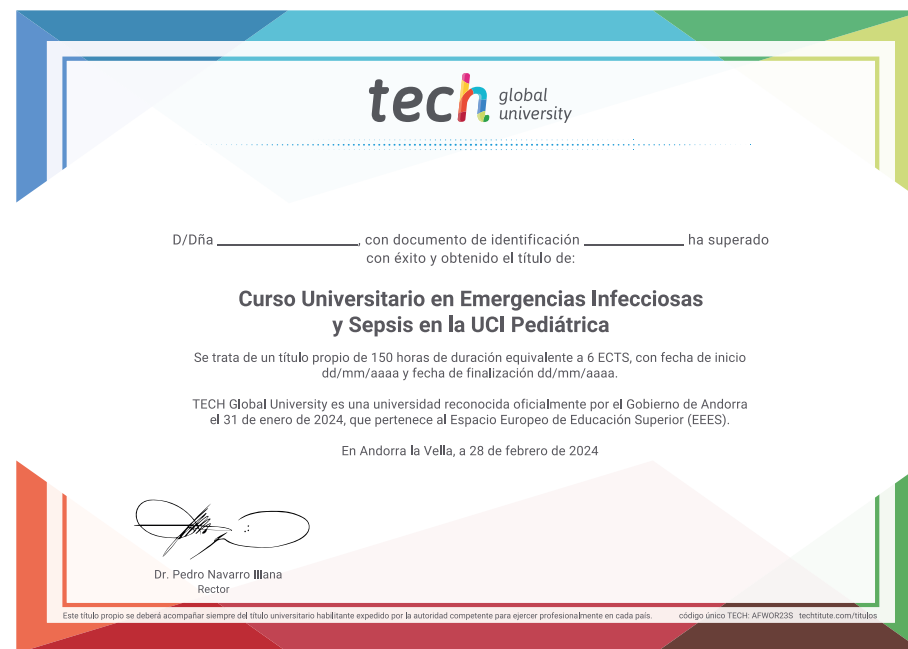 tech global university
D/Dña ______________, con documento de identificación __________ ha superado
con éxito y obtenido el título de:
Curso Universitario en Emergencias Infecciosas
y Sepsis en la UCI Pediátrica
Se trata de un título propio de 150 horas de duración equivalente a 6 ECTS, con fecha de inicio
dd/mm/aaaa y fecha de finalización dd/mm/aaaa.
TECH Global University es una universidad reconocida oficialmente por el Gobierno de Andorra
el 31 de enero de 2024, que pertenece al Espacio Europeo de Educación Superior (EEES).
En Andorra la Vella, a 28 de febrero de 2024
Dr. Pedro Navarro Illana
Rector
Este título propio se deberá acompañar siempre del título universitario habilitante expedido por la autoridad competente para ejercer profesionalmente en cada país. código único TECH: AFWOR23S techtitute.com/titulos